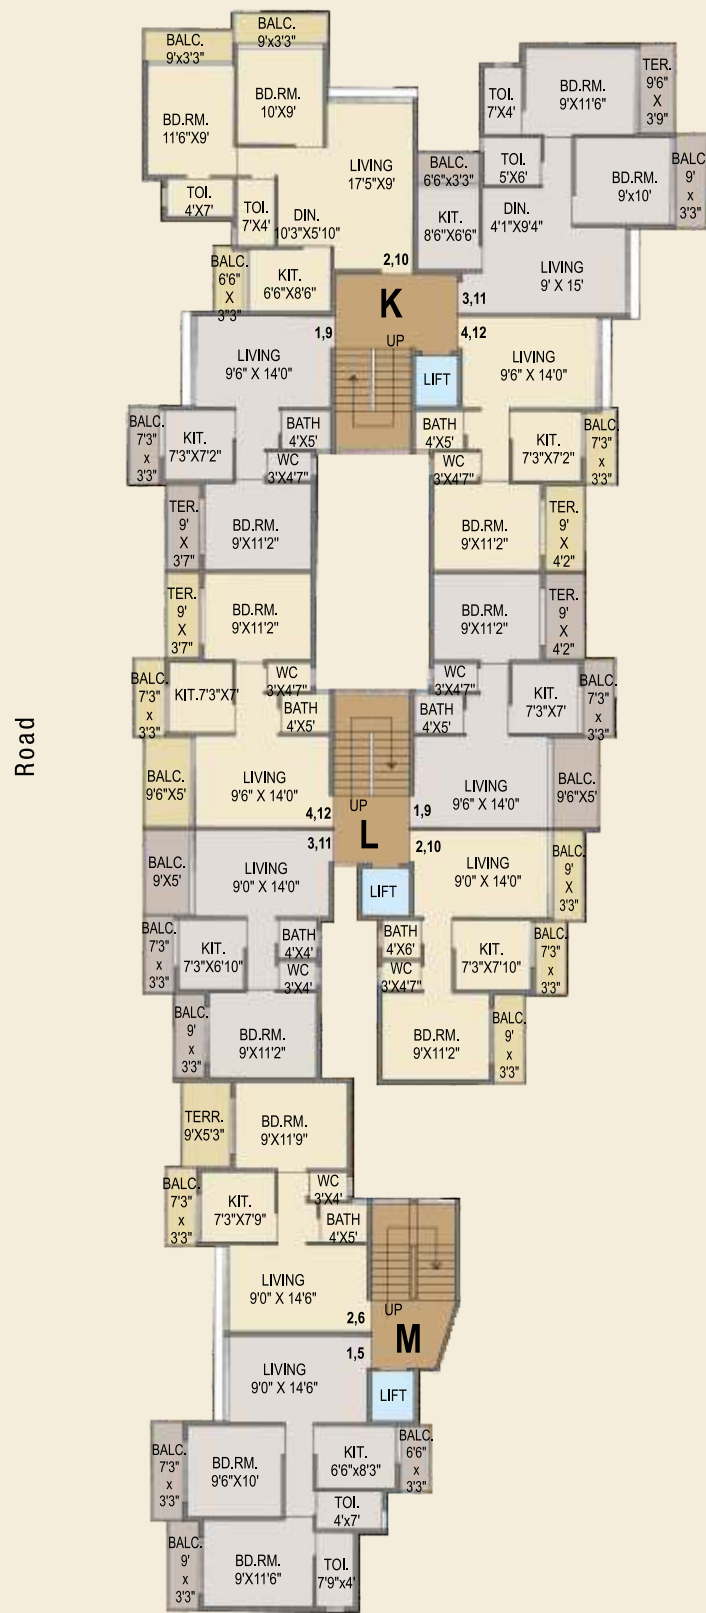 BALC.
9'x3'3"
BALC.
9'x3'3"
BD.RM.
10'X9'
BD.RM.
11'6"X9'
LIVING
17'5"X9'
TOI.
4'X7'
TOI.
7'X4'
DIN.
10'3"X5'10"
BALC.
6'6"
X
3'3"
KIT.
6'6"X8'6"
2,10
TOI.
7'X4'
BD.RM.
9'X11'6"
TER.
9'6"
X
3'9"
BALC.
6'6"x3'3"
TOI.
5'X6'
BD.RM.
9'x10'
BALC.
9'
x
3'3"
KIT.
8'6"X6'6"
DIN.
4'1"X9'4"
LIVING
9' X 15'
3,11
K
UP
LIFT
1,9
LIVING
9'6" X 14'0"
4,12
LIVING
9'6" X 14'0"
BALC.
7'3"
x
3'3"
KIT.
7'3"X7'2"
BATH
4'X5'
WC
3'X4'7"
BATH
4'X5'
WC
3'X4'7"
KIT.
7'3"X7'2"
BALC.
7'3"
x
3'3"
TER.
9'
X
3'7"
BD.RM.
9'X11'2"
BD.RM.
9'X11'2"
TER.
9'
X
4'2"
TER.
9'
X
3'7"
BD.RM.
9'X11'2"
BD.RM.
9'X11'2"
TER.
9'
X
4'2"
BALC.
7'3"
x
3'3"
KIT.7'3"X7'
WC
3'X4'7"
BATH
4'X5'
WC
3'X4'7"
BATH
4'X5'
KIT.
7'3"X7'
BALC.
7'3"
x
3'3"
Road
BALC.
9'6"X5'
LIVING
9'6" X 14'0"
4,12
UP
L
LIFT
1,9
LIVING
9'6" X 14'0"
BALC.
9'6"X5'
3,11
BALC.
9'X5'
LIVING
9'0" X 14'0"
2,10
LIVING
9'0" X 14'0"
BALC.
9'
X
3'3"
BALC.
7'3"
x
3'3"
KIT.
7'3"X6'10"
BATH
4'X4'
WC
3'X4'
BATH
4'X6'
WC
3'X4'7"
KIT.
7'3"X7'10"
BALC.
7'3"
x
3'3"
BALC.
9'
x
3'3"
BD.RM.
9'X11'2"
BD.RM.
9'X11'2"
BALC.
9'
x
3'3"
TERR.
9'X5'3"
BD.RM.
9'X11'9"
BALC.
7'3"
x
3'3"
KIT.
7'3"X7'9"
WC
3'X4'
BATH
4'X5'
LIVING
9'0" X 14'6"
2,6
UP
M
LIFT
1,5
LIVING
9'0" X 14'6"
BALC.
7'3"
x
3'3"
BD.RM.
9'6"X10'
KIT.
6'6"x8'3"
BALC.
6'6"
x
3'3"
TOI.
4'x7'
BALC.
9'
x
3'3"
BD.RM.
9'X11'6"
TOI.
7'9"x4'